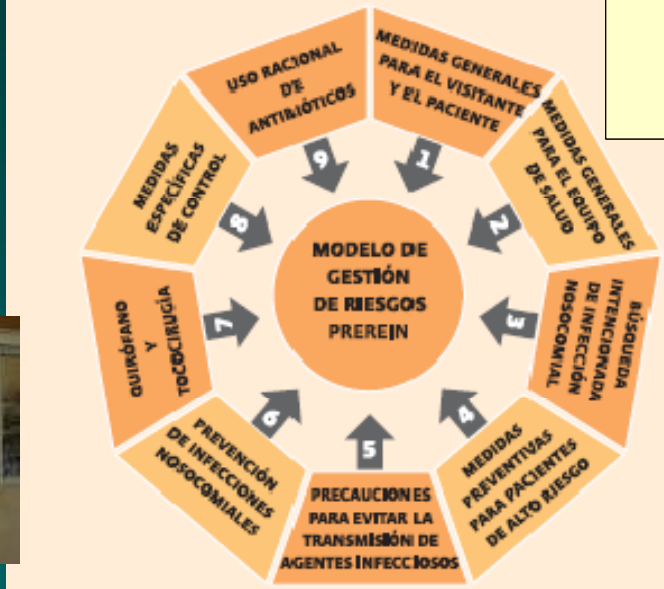 MODELO DE
GESTIÓN
DE RIESGOS
PREREIN
MEDIDAS GENERALES
PARA EL VISITANTE
Y EL PACIENTE
1
MEDIDAS GENERALES
PARA EL EQUIPO
DE SALUD
2
BÚSQUEDA
INTENCIONADA
DE INFECCIÓN
NOSOCOMIAL
3
MEDIDAS
PREVENTIVAS
PARA PACIENTES
DE ALTO RIESGO
4
PRECAUCIONES
PARA EVITAR LA
TRANSMISIÓN DE
AGENTES INFECCIOSOS
5
PREVENCIÓN
DE INFECCIONES
NOSOCOMIALES
6
QUIRÓFANO
Y
TOCOCIRUGÍA
7
MEDIDAS
ESPECÍFICAS
DE CONTROL
8
USO RACIONAL
DE
ANTIBIÓTICOS
9